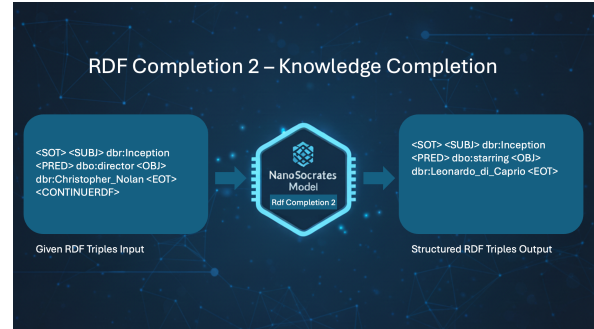 RDF Completion 2 – Knowledge Completion
<SOT> <SUBJ> dbr:Inception
<PRED> dbo:director <OBJ>
dbr:Christopher_Nolan <EOT>
<CONTINUERDF>
Given RDF Triples Input
NanoSocrates
Model
Rdf Completion 2
<SOT> <SUBJ> dbr:Inception
<PRED> dbo:starring <OBJ>
dbr:Leonardo_di_Caprio <EOT>
Structured RDF Triples Output